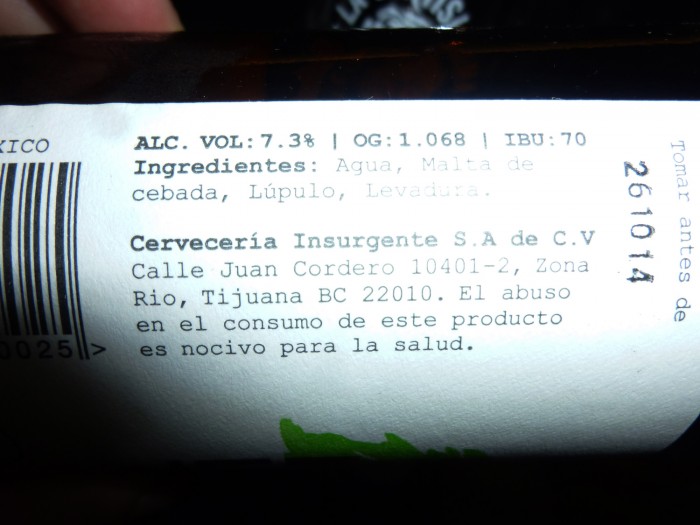 XICO
0025>
ALC. VOL:7.3% | OG:1.068 | IBU:70
Ingredientes: Agua, Malta de
cebada, Lúpulo, Levadura.
Cervecería Insurgente S.A de C.V
Calle Juan Cordero 10401-2, Zona
Rio, Tijuana BC 22010. El abuso
en el consumo de este producto
es nocivo para la salud.
Tomar antes de
261014